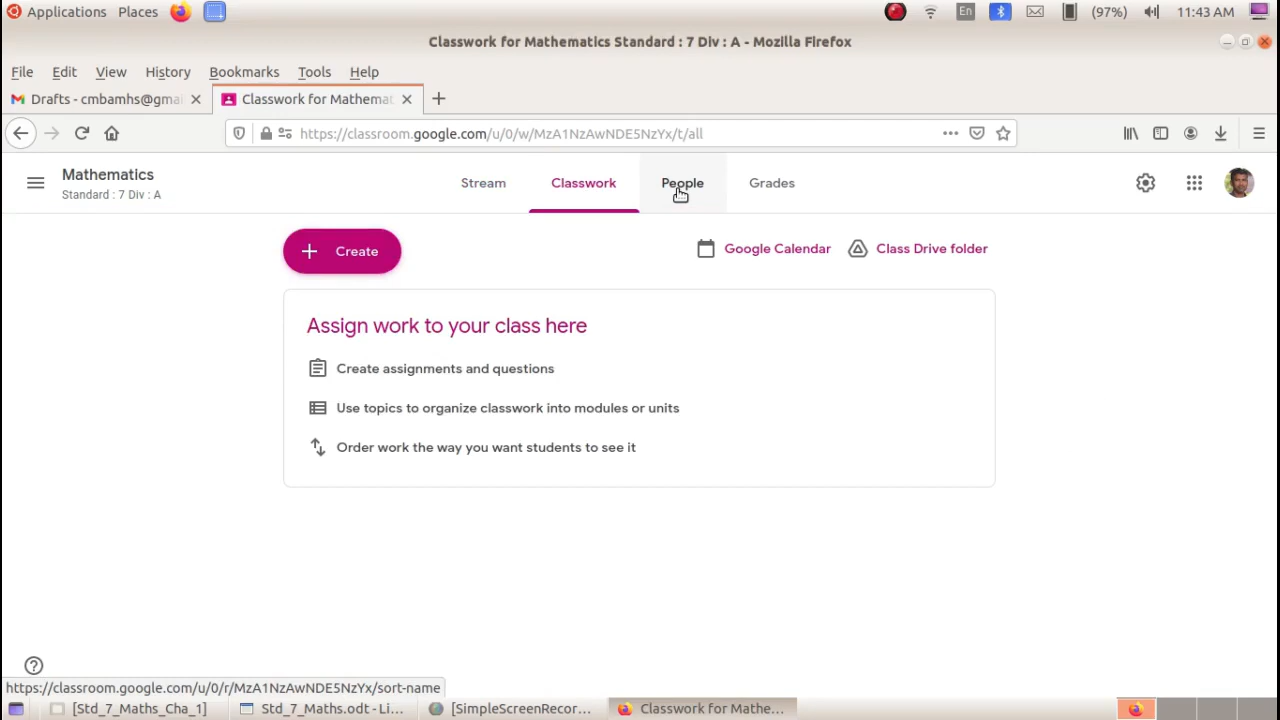 Applications Places En (97%) 11:43 AM
Classwork for Mathematics Standard : 7 Div : A - Mozilla Firefox
File Edit View History Bookmarks Tools Help
Drafts - cmbamhs@gmai Classwork for Mathemat
https://classroom.google.com/u/0/w/MzA1NzAwNDE5NzYx/t/all
Mathematics
Standard : 7 Div : A
Stream Classwork People Grades
Create
Google Calendar Class Drive folder
Assign work to your class here
Create assignments and questions
Use topics to organize classwork into modules or units
Order work the way you want students to see it
https://classroom.google.com/u/0/r/MzA1NzAwNDE5NzYx/sort-name
[Std_7_Maths_Cha_1] Std_7_Maths.odt - Li... [SimpleScreenRecor... Classwork for Mathe...